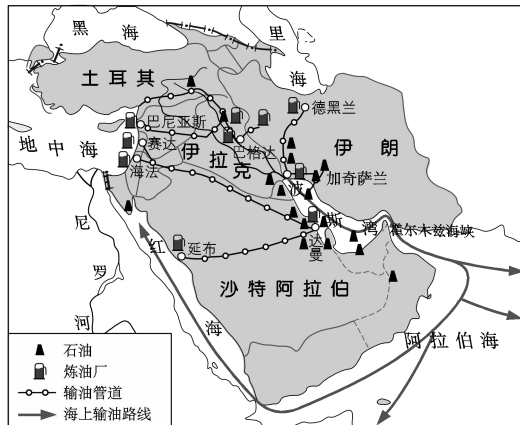 黑海
里海
土耳其
德黑兰
巴尼亚斯
赛达
地中海
伊拉克
巴格达
伊朗
海法
加奇萨兰
波斯湾
霍尔木兹海峡
尼罗河
红海
延布
达曼
沙特阿拉伯
阿拉伯海
石油
炼油厂
输油管道
海上输油路线